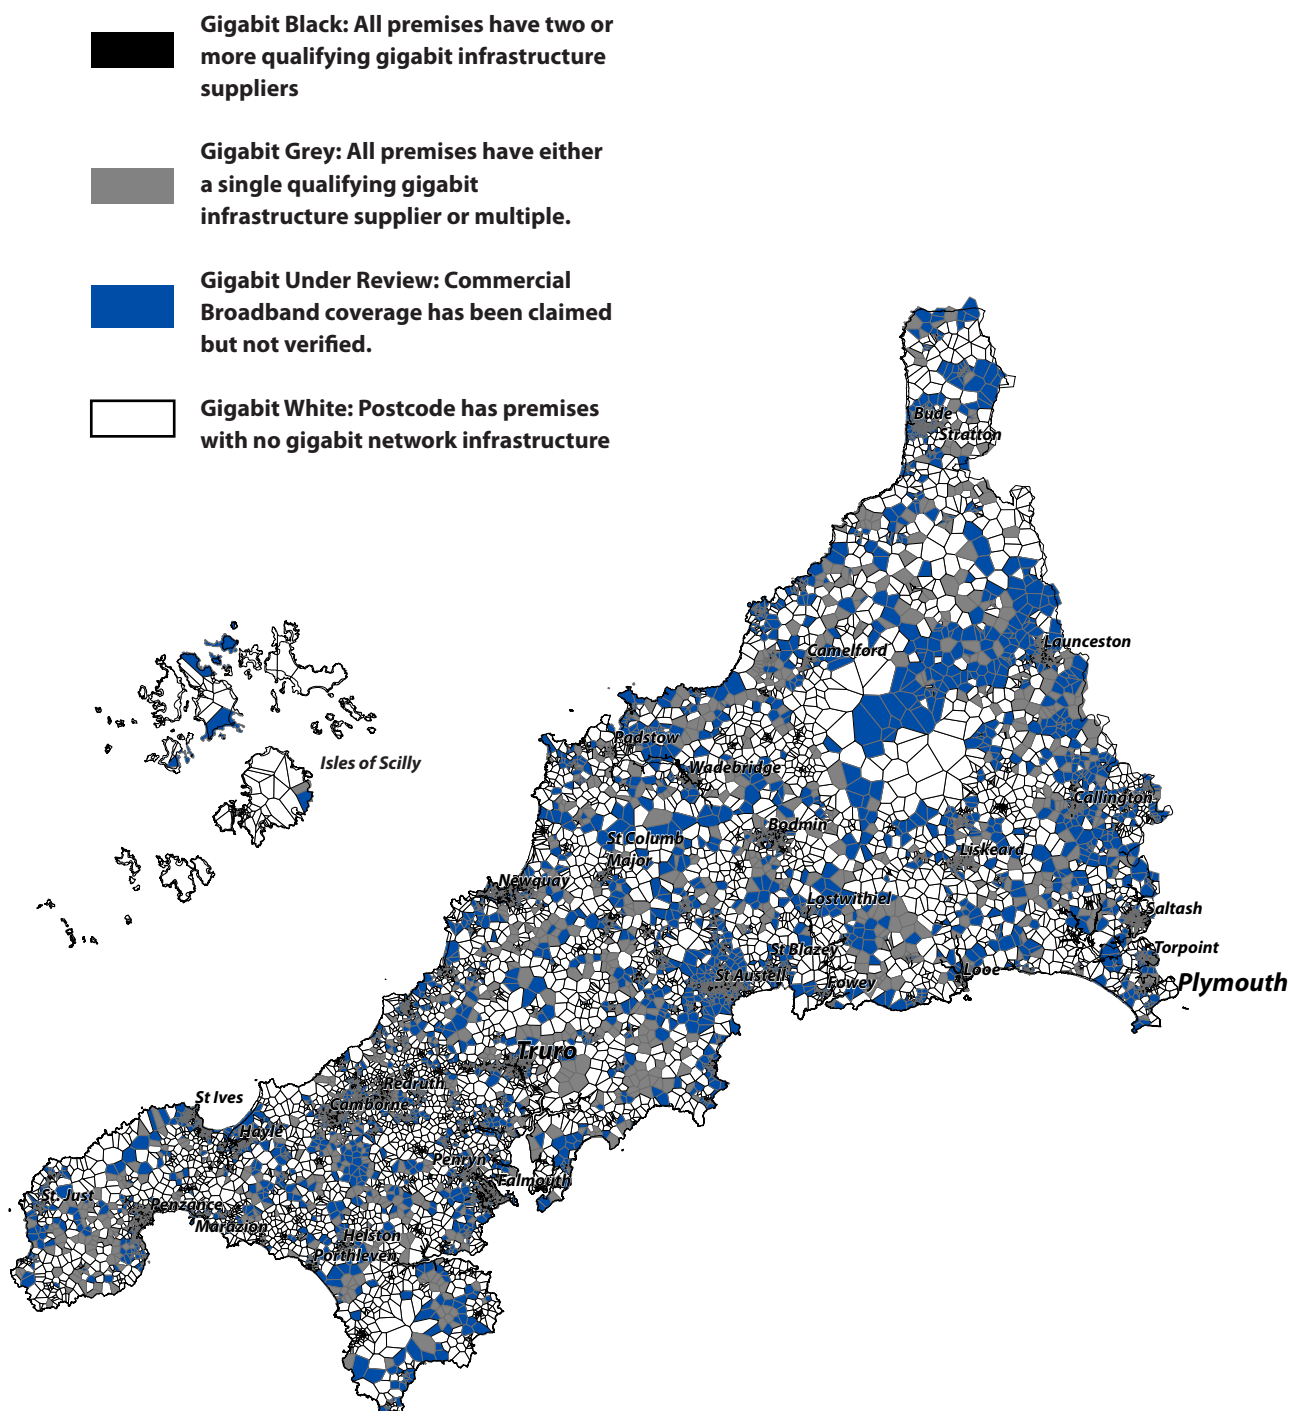 Gigabit Black: All premises have two or
more qualifying gigabit infrastructure
suppliers
Gigabit Grey: All premises have either
a single qualifying gigabit
infrastructure supplier or multiple.
Gigabit Under Review: Commercial
Broadband coverage has been claimed
but not verified.
Gigabit White: Postcode has premises
with no gigabit network infrastructure
Bude
Stratton
Launceston
Camelford
Padstow
Isles of Scilly
Wadebridge
Callington
Bodmin
St Columb
Major
Liskeard
Newquay
Lostwithiel
Saltash
St Blazey
Torpoint
St Austell
Looe
Fowey
Plymouth
Truro
Redruth
St Ives
Camborne
Hayle
Penryn
Falmouth
St. Just
Penzance
Marazion
Helston
Porthleven